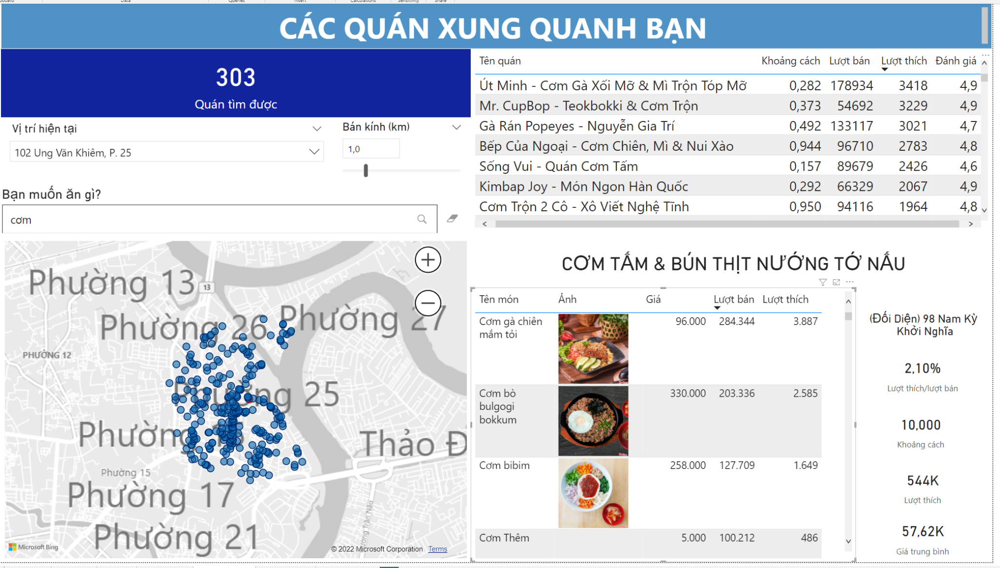 Data
Queries
Insert
Calculations
Sensitivity
Share
CÁC QUÁN XUNG QUANH BẠN
303
Quán tìm được
Vị trí hiện tại
102 Ung Văn Khiêm, P. 25
Bán kính (km)
1,0
Bạn muốn ăn gì?
cơm
Tên quán Khoảng cách Lượt bán Lượt thích Đánh giá
Út Minh - Cơm Gà Xối Mỡ & Mì Trộn Tóp Mỡ 0,282 178934 3418 4,9
Mr. CupBop - Teokbokki & Cơm Trộn 0,373 54692 3229 4,9
Gà Rán Popeyes - Nguyễn Gia Trí 0,492 133117 3021 4,7
Bếp Của Ngoại - Cơm Chiên, Mì & Nui Xào 0,944 96710 2783 4,8
Sống Vui - Quán Cơm Tấm 0,157 89679 2426 4,6
Kimbap Joy - Món Ngon Hàn Quốc 0,292 66329 2067 4,9
Cơm Trộn 2 Cô - Xô Viết Nghệ Tĩnh 0,950 94116 1964 4,8
Phường 13
13
Phường 26
Phường 27
PHƯỜNG 12
Phường 25
Phường
Thảo Đ
Phường 15
Phường 17
Phường 21
Microsoft Bing
© 2022 Microsoft Corporation Terms
CƠM TẤM & BÚN THỊT NƯỚNG TỚ NẤU
Tên món Ảnh Giá Lượt bán Lượt thích
Cơm gà chiên
mắm tỏi
96.000 284.344 3.887
Cơm bò
bulgogi
bokkum
330.000 203.336 2.585
Cơm bibim 258.000 127.709 1.649
Cơm Thêm 5.000 100.212 486
(Đối Diện) 98 Nam Kỳ
Khởi Nghĩa
2,10%
Lượt thích/lượt bán
10,000
Khoảng cách
544K
Lượt thích
57,62K
Giá trung bình